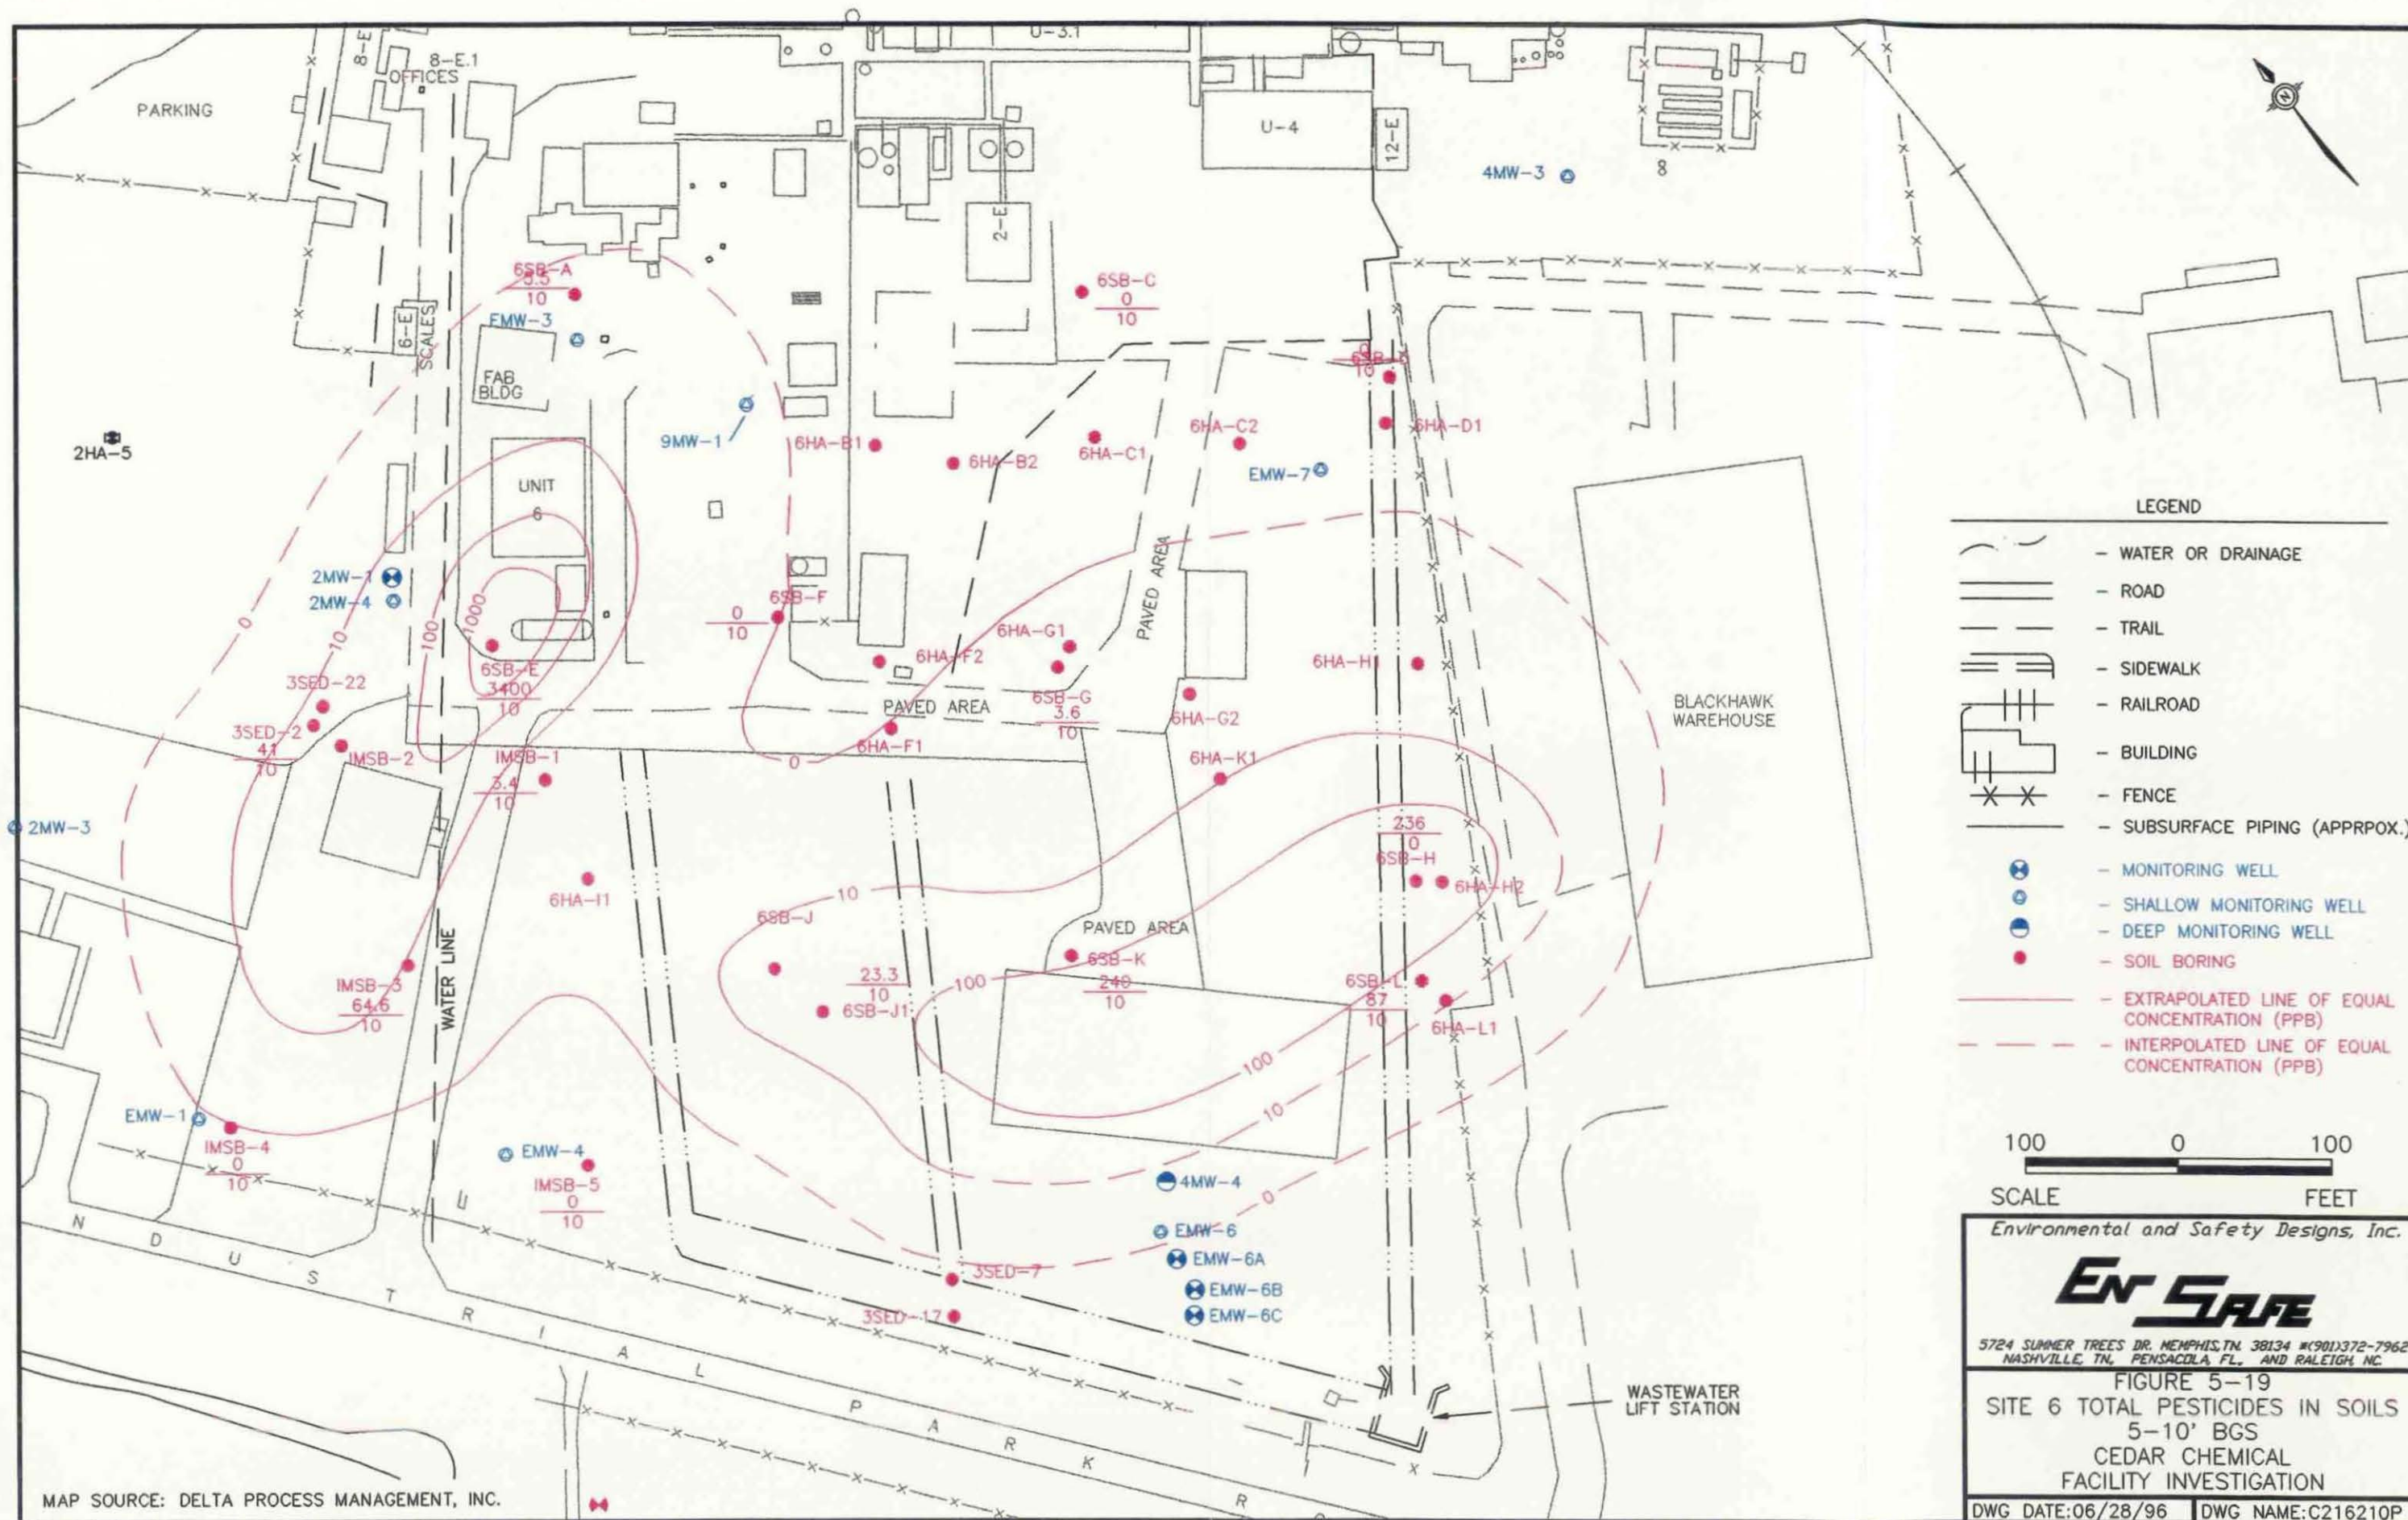 U-3.1
8-E
8-E.1
OFFICES
PARKING
U-4
12-E
4MW-3
8
N
2-E
6SB-A
5.5
10
6SB-C
0
10
EMW-3
6-E
SCALES
FAB
BLDG
0
10
9MW-1
6HA-B1
6HA-B2
6HA-C1
6HA-C2
6HA-D1
EMW-7
2HA-5
UNIT
6
LEGEND
- WATER OR DRAINAGE
- ROAD
- TRAIL
- SIDEWALK
- RAILROAD
- BUILDING
- FENCE
- SUBSURFACE PIPING (APPRPOX.)
- MONITORING WELL
- SHALLOW MONITORING WELL
- DEEP MONITORING WELL
- SOIL BORING
- EXTRAPOLATED LINE OF EQUAL
CONCENTRATION (PPB)
- INTERPOLATED LINE OF EQUAL
CONCENTRATION (PPB)
2MW-1
2MW-4
0
10
100
1000
6SB-F
0
10
PAVED AREA
6HA-G1
6HA-F2
6HA-H1
6SB-E
3400
10
3SED-22
6SB-G
3.6
10
6HA-G2
PAVED AREA
BLACKHAWK
WAREHOUSE
3SED-2
41
10
IMSB-2
IMSB-1
3.4
10
6HA-F1
0
6HA-K1
2MW-3
236
0
6SB-H
6HA-H2
6HA-I1
10
6SB-J
PAVED AREA
6SB-K
240
10
23.3
10
6SB-J1
100
6SB-L
87
10
6HA-L1
IMSB-3
64.6
10
WATER LINE
100
10
0
EMW-1
IMSB-4
0
10
EMW-4
IMSB-5
0
10
4MW-4
EMW-6
EMW-6A
EMW-6B
EMW-6C
3SED-7
3SED-17
NDUSTRIAL PARK R
WASTEWATER
LIFT STATION
100 0 100
SCALE FEET
Environmental and Safety Designs, Inc.
EnSafe
5724 SUMMER TREES DR. MEMPHIS,TN. 38134 #(901)372-7962
NASHVILLE, TN, PENSACOLA, FL, AND RALEIGH, NC
FIGURE 5-19
SITE 6 TOTAL PESTICIDES IN SOILS
5-10' BGS
CEDAR CHEMICAL
FACILITY INVESTIGATION
DWG DATE:06/28/96 DWG NAME:C216210P
MAP SOURCE: DELTA PROCESS MANAGEMENT, INC.